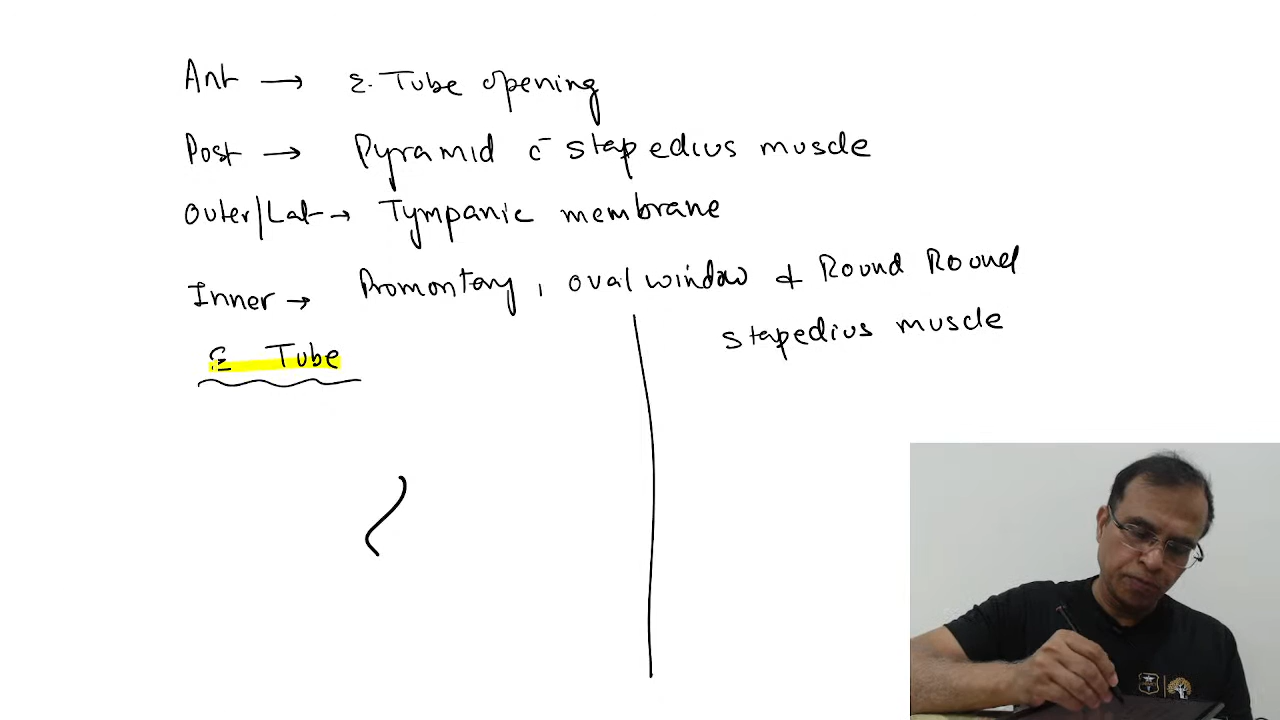 Ant → E. Tube opening
Post → Pyramid c̄ stapedius muscle
Outer/Lat → Tympanic membrane
Inner → Promontory, oval window & Round Round
E Tube
stapedius muscle